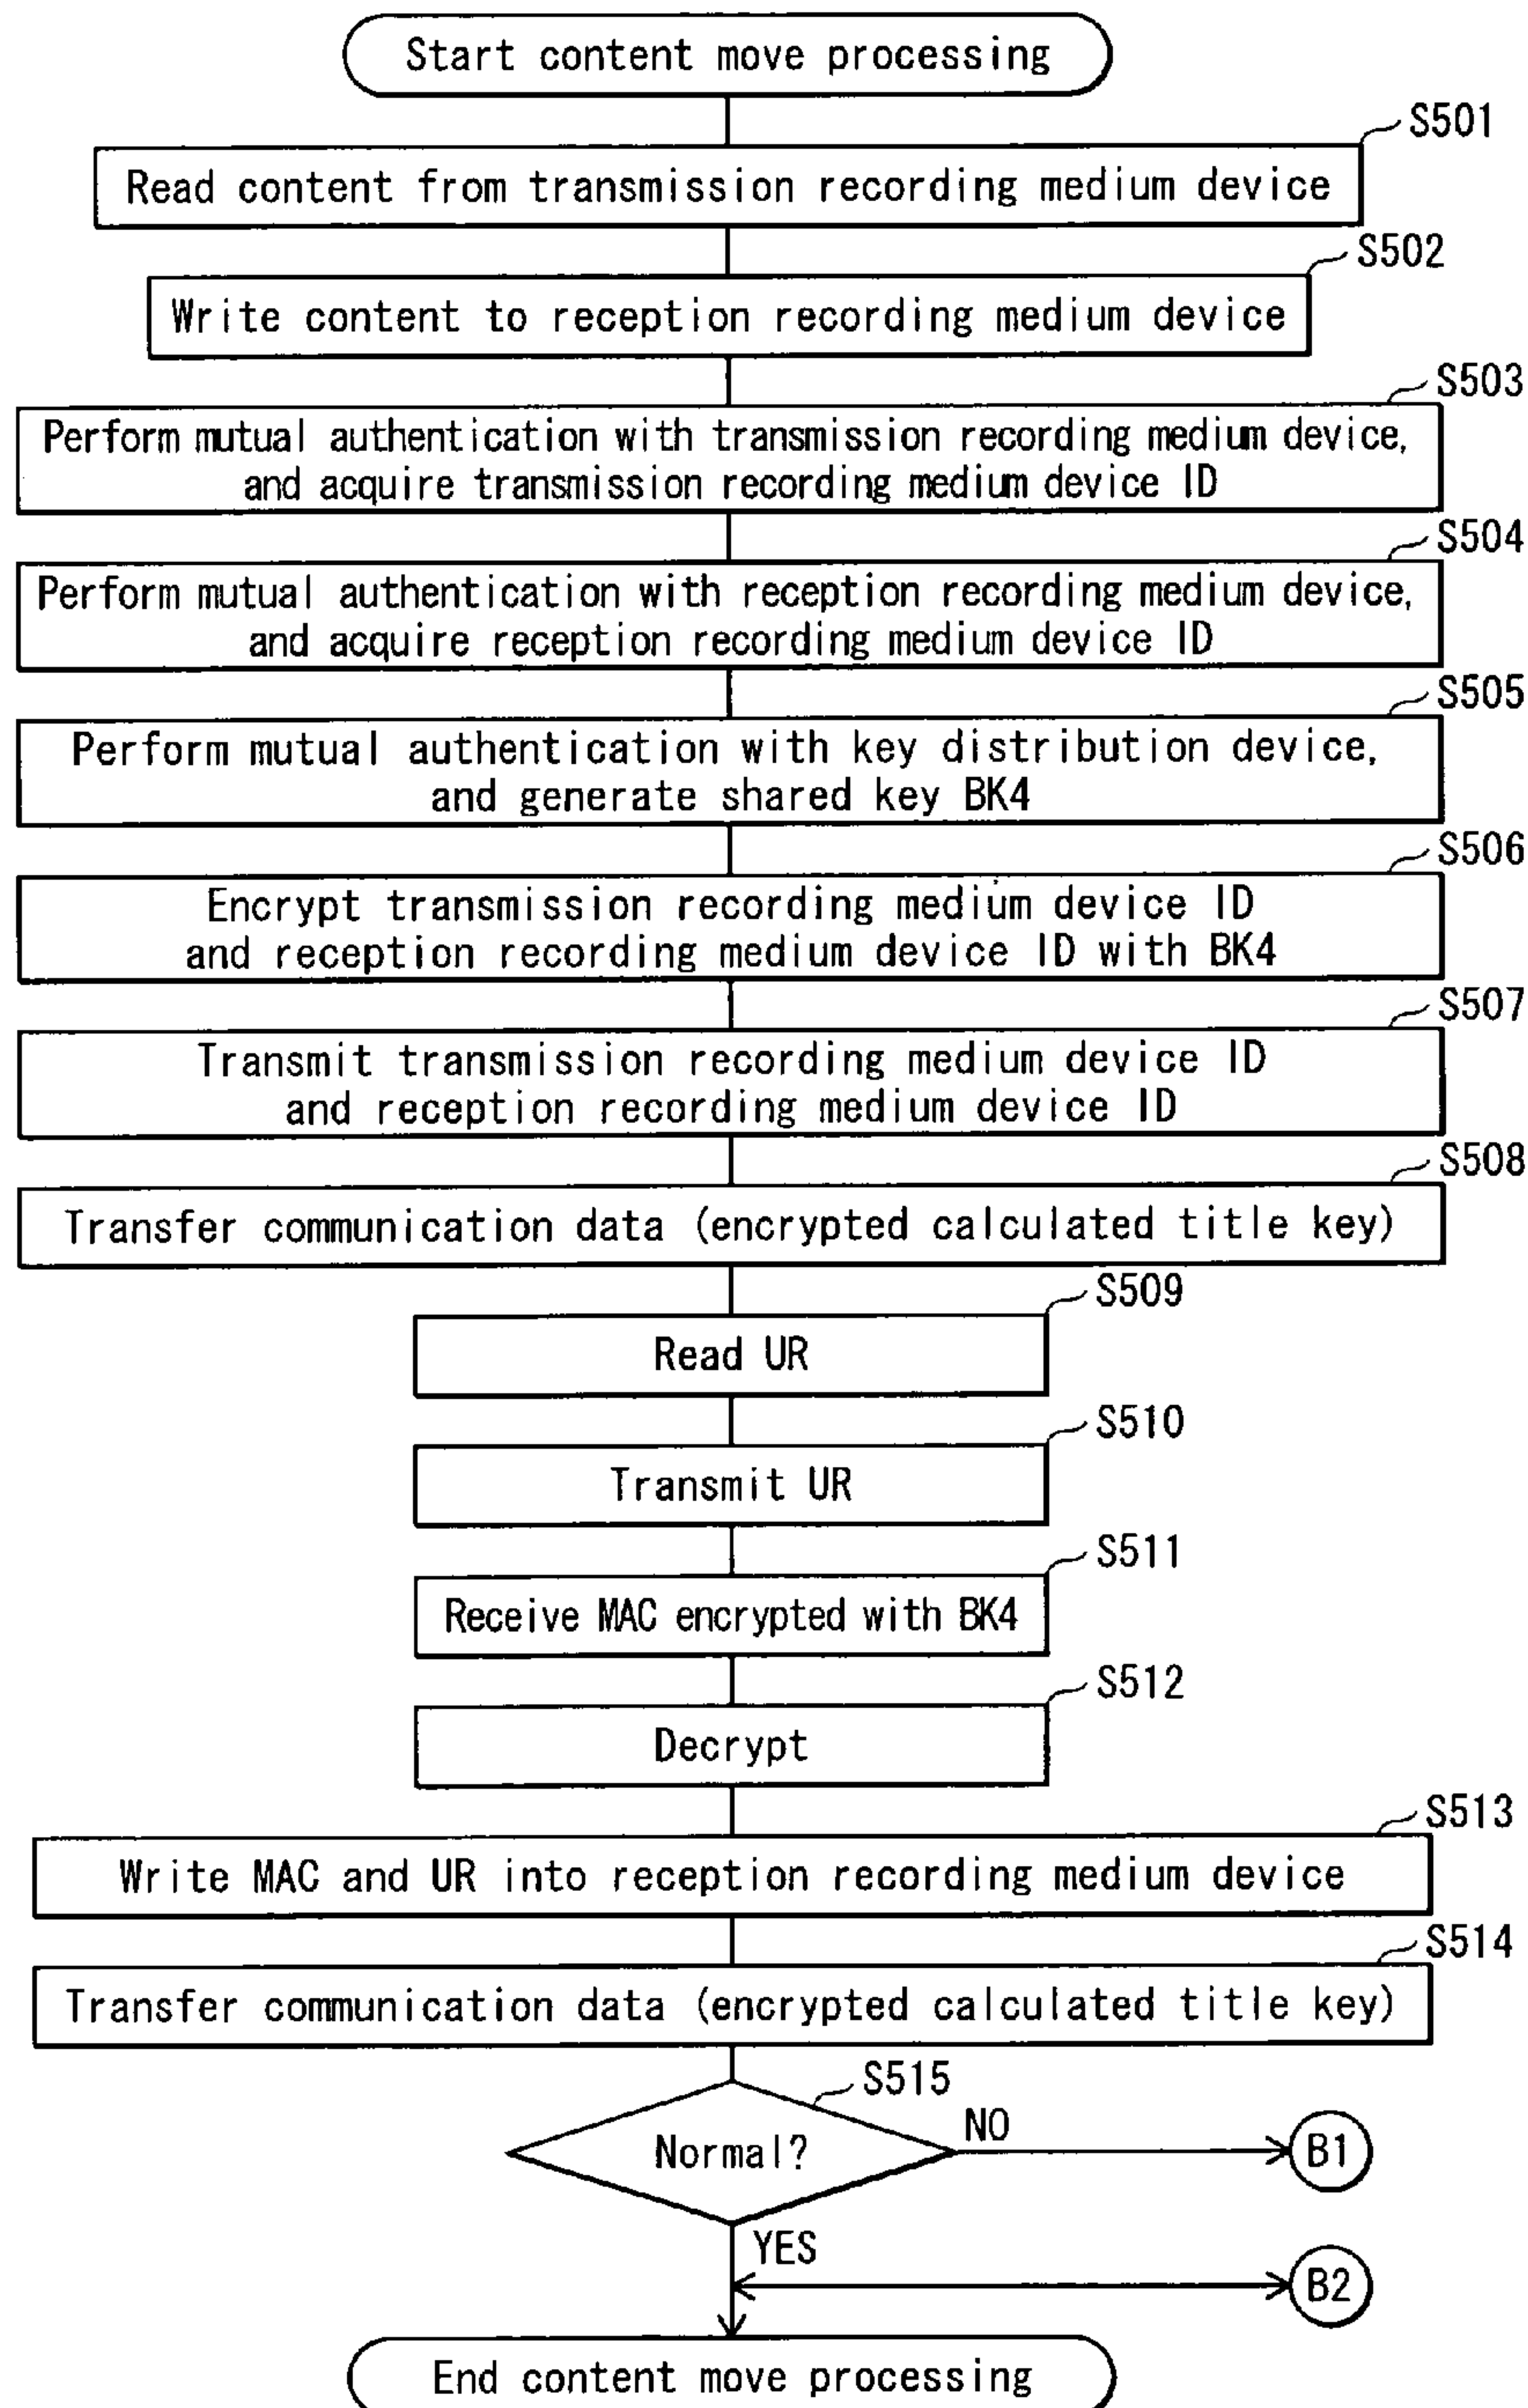 Start content move processing
S501
Read content from transmission recording medium device
S502
Write content to reception recording medium device
S503
Perform mutual authentication with transmission recording medium device,
and acquire transmission recording medium device ID
S504
Perform mutual authentication with reception recording medium device,
and acquire reception recording medium device ID
S505
Perform mutual authentication with key distribution device,
and generate shared key BK4
S506
Encrypt transmission recording medium device ID
and reception recording medium device ID with BK4
S507
Transmit transmission recording medium device ID
and reception recording medium device ID
S508
Transfer communication data (encrypted calculated title key)
S509
Read UR
S510
Transmit UR
S511
Receive MAC encrypted with BK4
S512
Decrypt
S513
Write MAC and UR into reception recording medium device
S514
Transfer communication data (encrypted calculated title key)
S515
Normal?
NO
B1
YES
B2
End content move processing